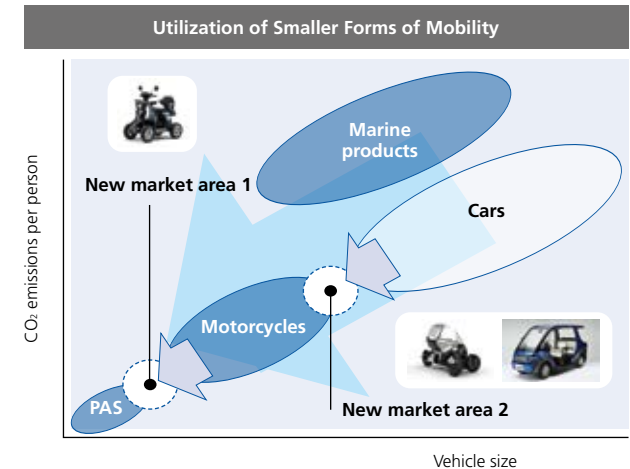 Utilization of Smaller Forms of Mobility
Marine
products
New market area 1
Cars
CO₂ emissions per person
Motorcycles
PAS
New market area 2
Vehicle size